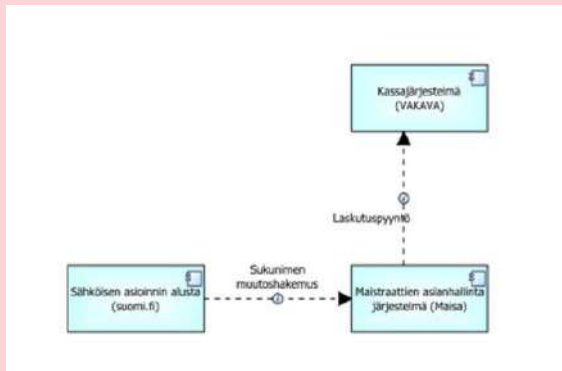 Kassajärjestelmä
(VAKAVA)
Laskutuspyyntö
Sukunimen
muutoshakemus
Sähköisen asioinnin alusta
(suomi.fi)
Maistraattien asianhallinta
järjestelmä (Maisa)